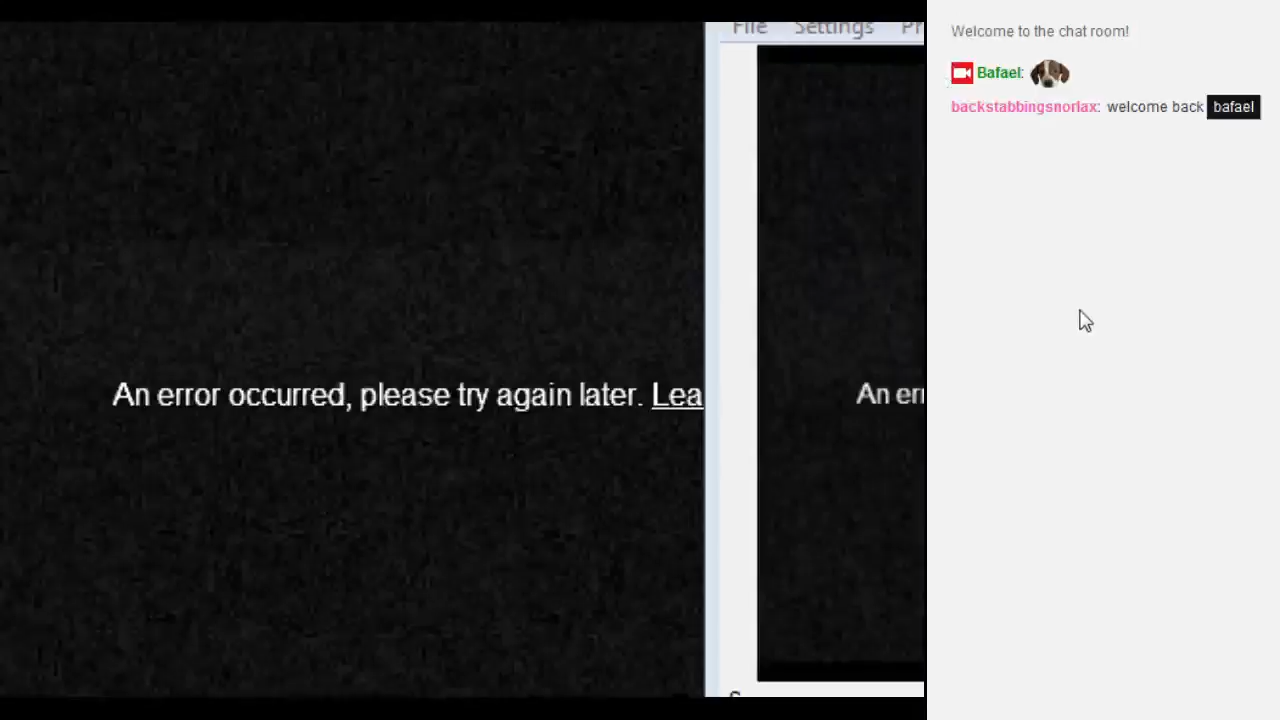 File Settings
An error occurred, please try again later. Lea
An err
Welcome to the chat room!
Bafael:
backstabbingsnorlax: welcome back bafael